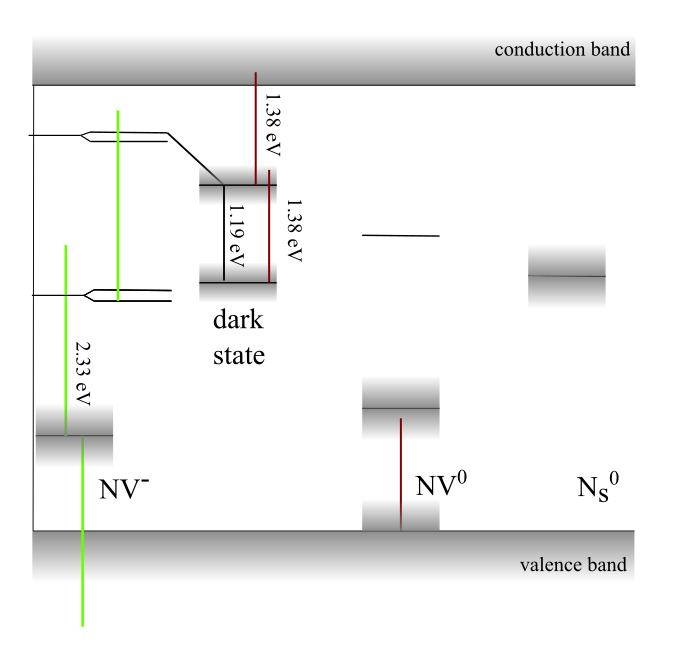 conduction band
1.38 eV
1.38 eV
1.19 eV
dark
state
2.33 eV
NV⁻
NV⁰
Nₛ⁰
valence band